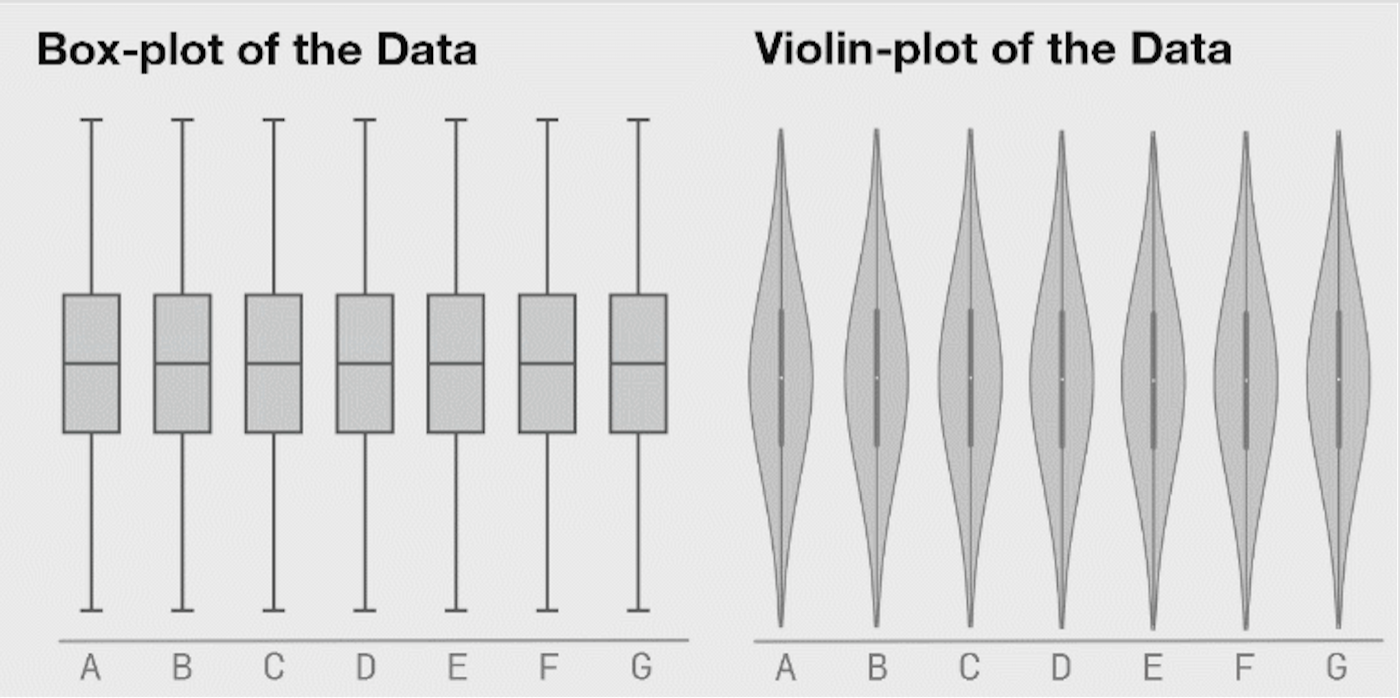 Box-plot of the Data
A B C D E F G
Violin-plot of the Data
A B C D E F G